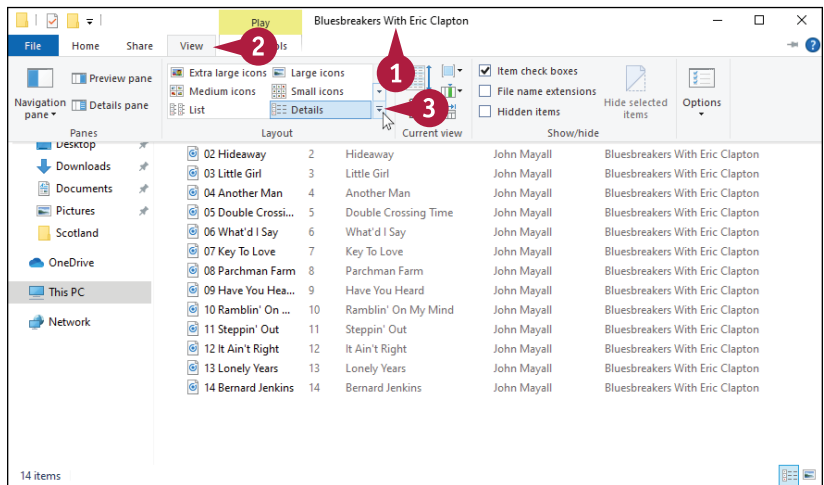 Play
Bluesbreakers With Eric Clapton
File Home Share View ols
1
2
3
Extra large icons Large icons
Medium icons Small icons
List Details
Preview pane
Details pane
Navigation pane
Item check boxes
File name extensions
Hidden items
Hide selected items
Options
Panes Layout Current view Show/hide
Desktop
Downloads
Documents
Pictures
Scotland
OneDrive
This PC
Network
02 Hideaway 2 Hideaway John Mayall Bluesbreakers With Eric Clapton
03 Little Girl 3 Little Girl John Mayall Bluesbreakers With Eric Clapton
04 Another Man 4 Another Man John Mayall Bluesbreakers With Eric Clapton
05 Double Crossi... 5 Double Crossing Time John Mayall Bluesbreakers With Eric Clapton
06 What'd I Say 6 What'd I Say John Mayall Bluesbreakers With Eric Clapton
07 Key To Love 7 Key To Love John Mayall Bluesbreakers With Eric Clapton
08 Parchman Farm 8 Parchman Farm John Mayall Bluesbreakers With Eric Clapton
09 Have You Hea... 9 Have You Heard John Mayall Bluesbreakers With Eric Clapton
10 Ramblin' On ... 10 Ramblin' On My Mind John Mayall Bluesbreakers With Eric Clapton
11 Steppin' Out 11 Steppin' Out John Mayall Bluesbreakers With Eric Clapton
12 It Ain't Right 12 It Ain't Right John Mayall Bluesbreakers With Eric Clapton
13 Lonely Years 13 Lonely Years John Mayall Bluesbreakers With Eric Clapton
14 Bernard Jenkins 14 Bernard Jenkins John Mayall Bluesbreakers With Eric Clapton
14 items